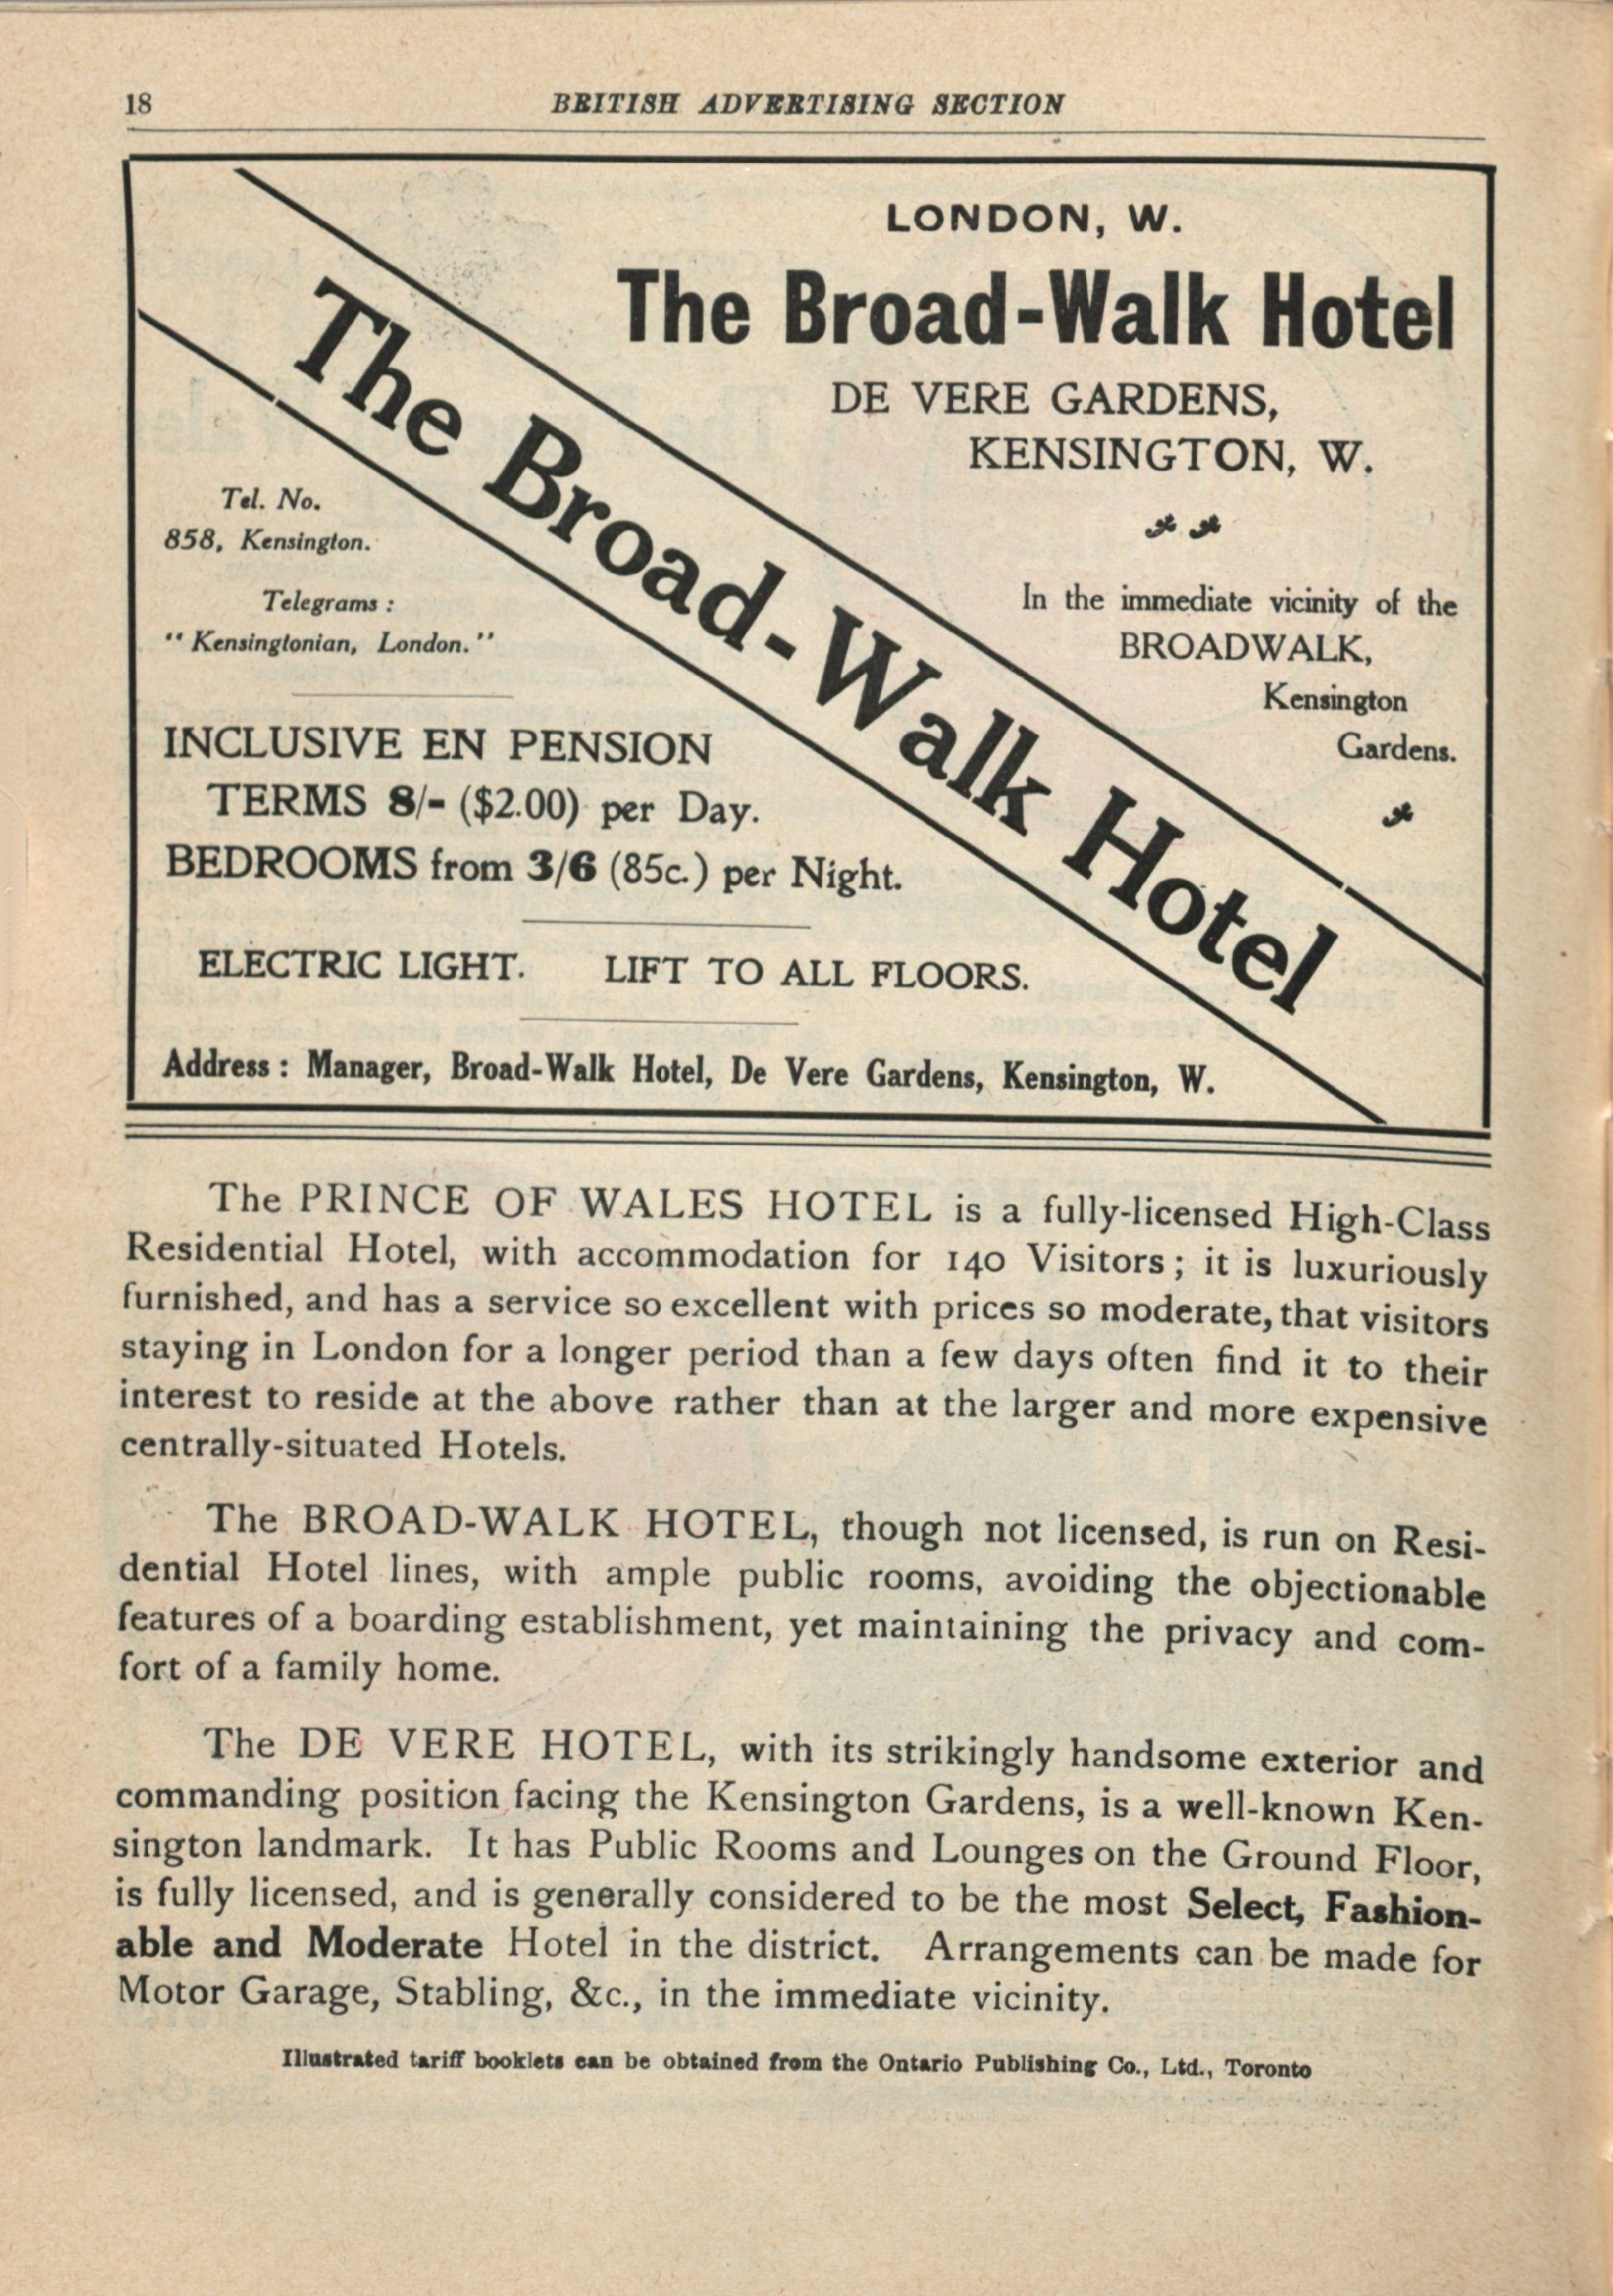 18
BRITISH ADVERTISING SECTION
LONDON, W.
The Broad-Walk Hotel
DE VERE GARDENS,
KENSINGTON, W.
The Broad-Walk Hotel
In the immediate vicinity of the
BROADWALK,
Kensington
Gardens.
Tel. No.
858, Kensington.
Telegrams :
" Kensingtonian, London."
INCLUSIVE EN PENSION
TERMS 8/- ($2.00) per Day.
BEDROOMS from 3/6 (85c.) per Night.
ELECTRIC LIGHT. LIFT TO ALL FLOORS.
Address : Manager, Broad-Walk Hotel, De Vere Gardens, Kensington, W.
The PRINCE OF WALES HOTEL is a fully-licensed High-Class
Residential Hotel, with accommodation for 140 Visitors ; it is luxuriously
furnished, and has a service so excellent with prices so moderate, that visitors
staying in London for a longer period than a few days often find it to their
interest to reside at the above rather than at the larger and more expensive
centrally-situated Hotels.
The BROAD-WALK HOTEL, though not licensed, is run on Resi-
dential Hotel lines, with ample public rooms, avoiding the objectionable
features of a boarding establishment, yet maintaining the privacy and com-
fort of a family home.
The DE VERE HOTEL, with its strikingly handsome exterior and
commanding position facing the Kensington Gardens, is a well-known Ken-
sington landmark. It has Public Rooms and Lounges on the Ground Floor,
is fully licensed, and is generally considered to be the most Select, Fashion-
able and Moderate Hotel in the district. Arrangements can be made for
Motor Garage, Stabling, &c., in the immediate vicinity.
Illustrated tariff booklets can be obtained from the Ontario Publishing Co., Ltd., Toronto